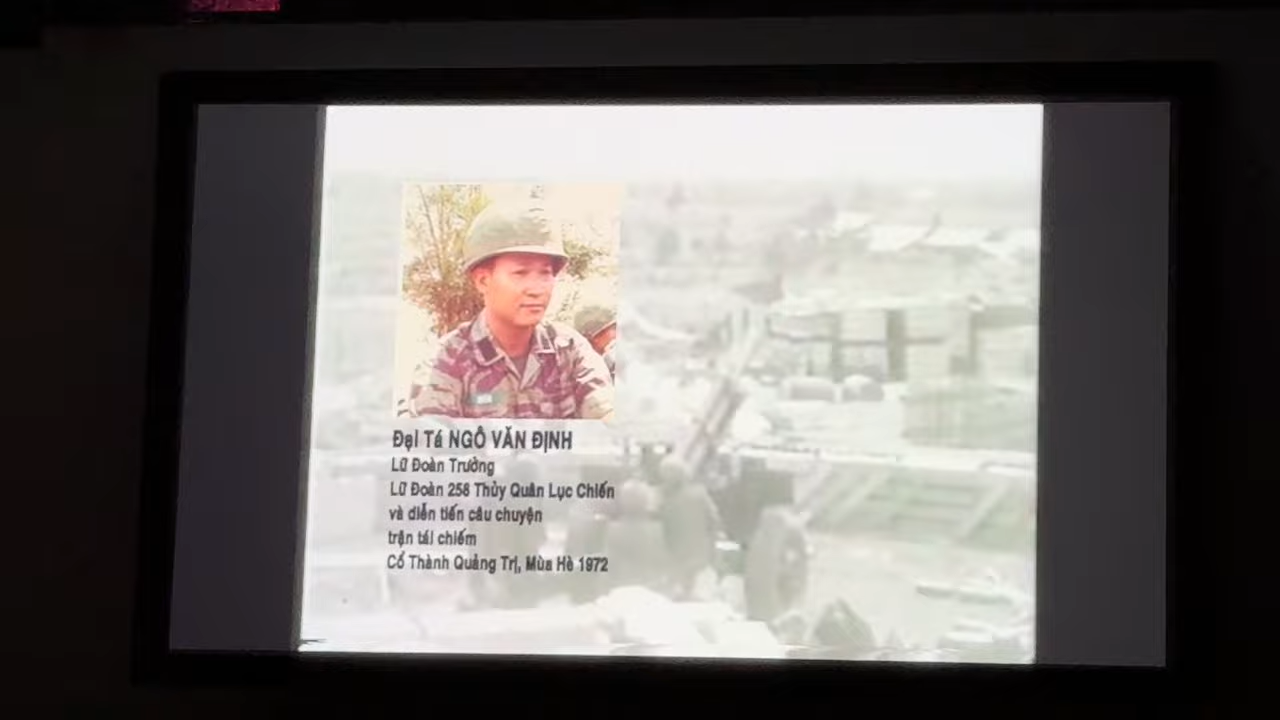 Đại Tá NGÔ VĂN ĐỊNH
Lữ Đoàn Trưởng
Lữ Đoàn 258 Thủy Quân Lục Chiến
và diễn tiến câu chuyện
trận tái chiếm
Cổ Thành Quảng Trị, Mùa Hè 1972